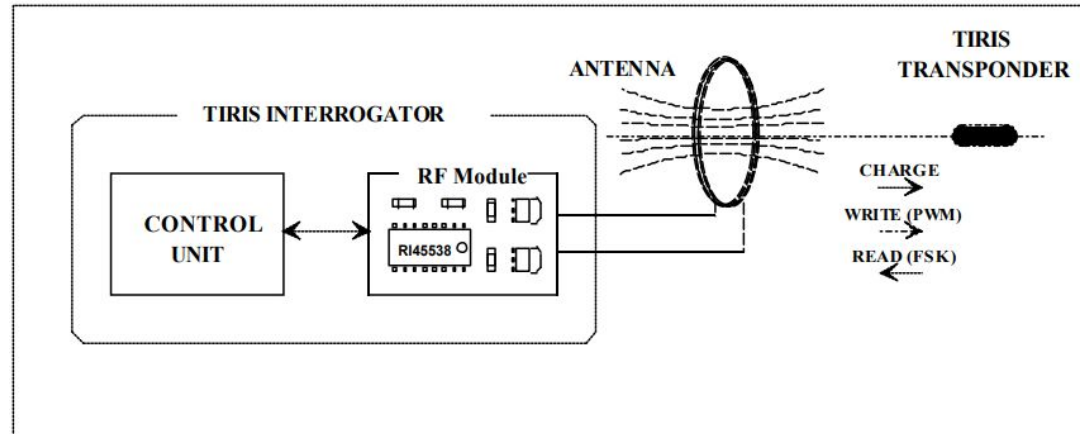 TIRIS
TRANSPONDER
ANTENNA
TIRIS INTERROGATOR
RF Module
CONTROL
UNIT
RI45538
CHARGE
WRITE (PWM)
READ (FSK)